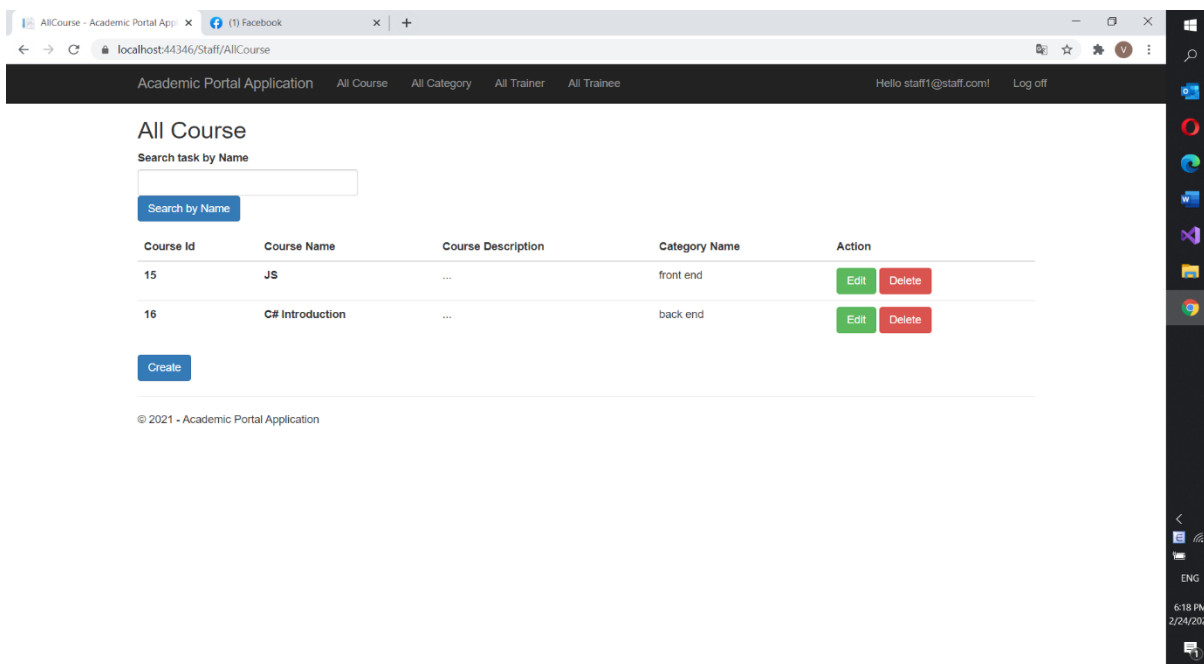 AllCourse - Academic Portal Appl (1) Facebook
localhost:44346/Staff/AllCourse
Academic Portal Application All Course All Category All Trainer All Trainee Hello staff1@staff.com! Log off
All Course
Search task by Name
Search by Name
Course Id Course Name Course Description Category Name Action
15 JS ... front end Edit Delete
16 C# Introduction ... back end Edit Delete
Create
© 2021 - Academic Portal Application
ENG
6:18 PM
2/24/202